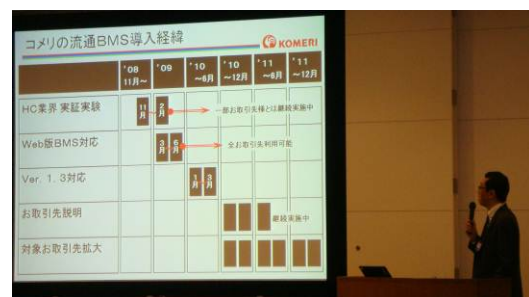 コメリの流通BMS導入経緯
KOMERI
'08 11月～
'09
'10 ～6月
'10 ～12月
'11 ～6月
'11 ～12月
HC業界 実証実験
11月
2月
一部お取引先様とは継続実施中
Web版BMS対応
3月
6月
全お取引先利用可能
Ver. 1. 3対応
1月
3月
お取引先説明
継続実施中
対象お取引先拡大